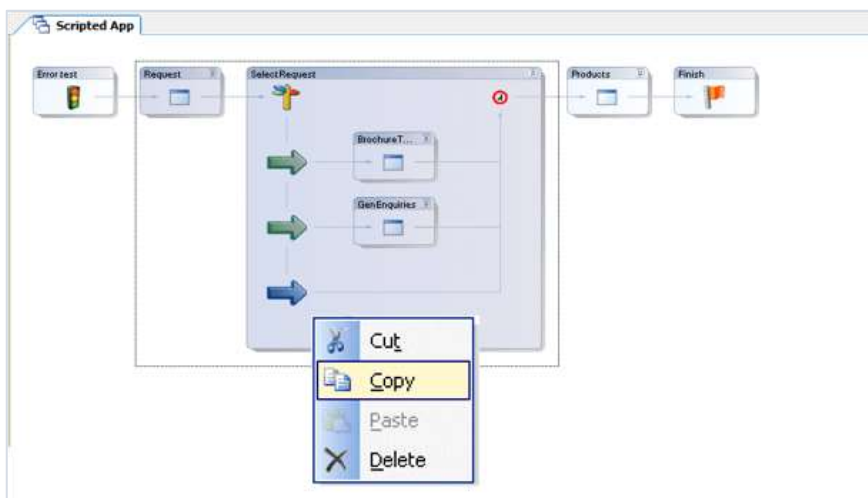 Scripted App
Error test
Request
SelectRequest
Products
Finish
BrochureT...
GenEnquiries
Cut
Copy
Paste
Delete